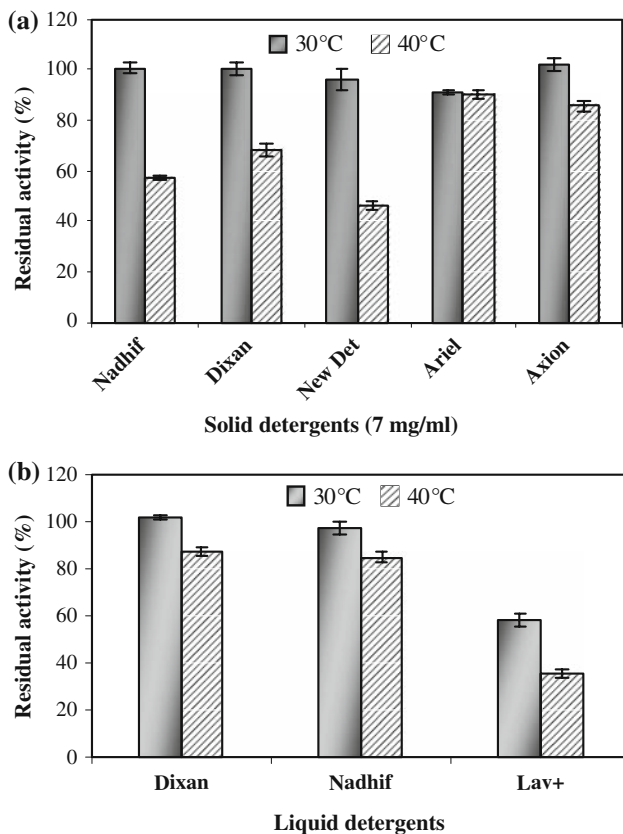 (a)
120
100
80
60
40
20
0
Residual activity (%)
30°C 40°C
Nadhif Dixan New Det Ariel Axion
Solid detergents (7 mg/ml)
(b)
120
100
80
60
40
20
0
Residual activity (%)
30°C 40°C
Dixan Nadhif Lav+
Liquid detergents